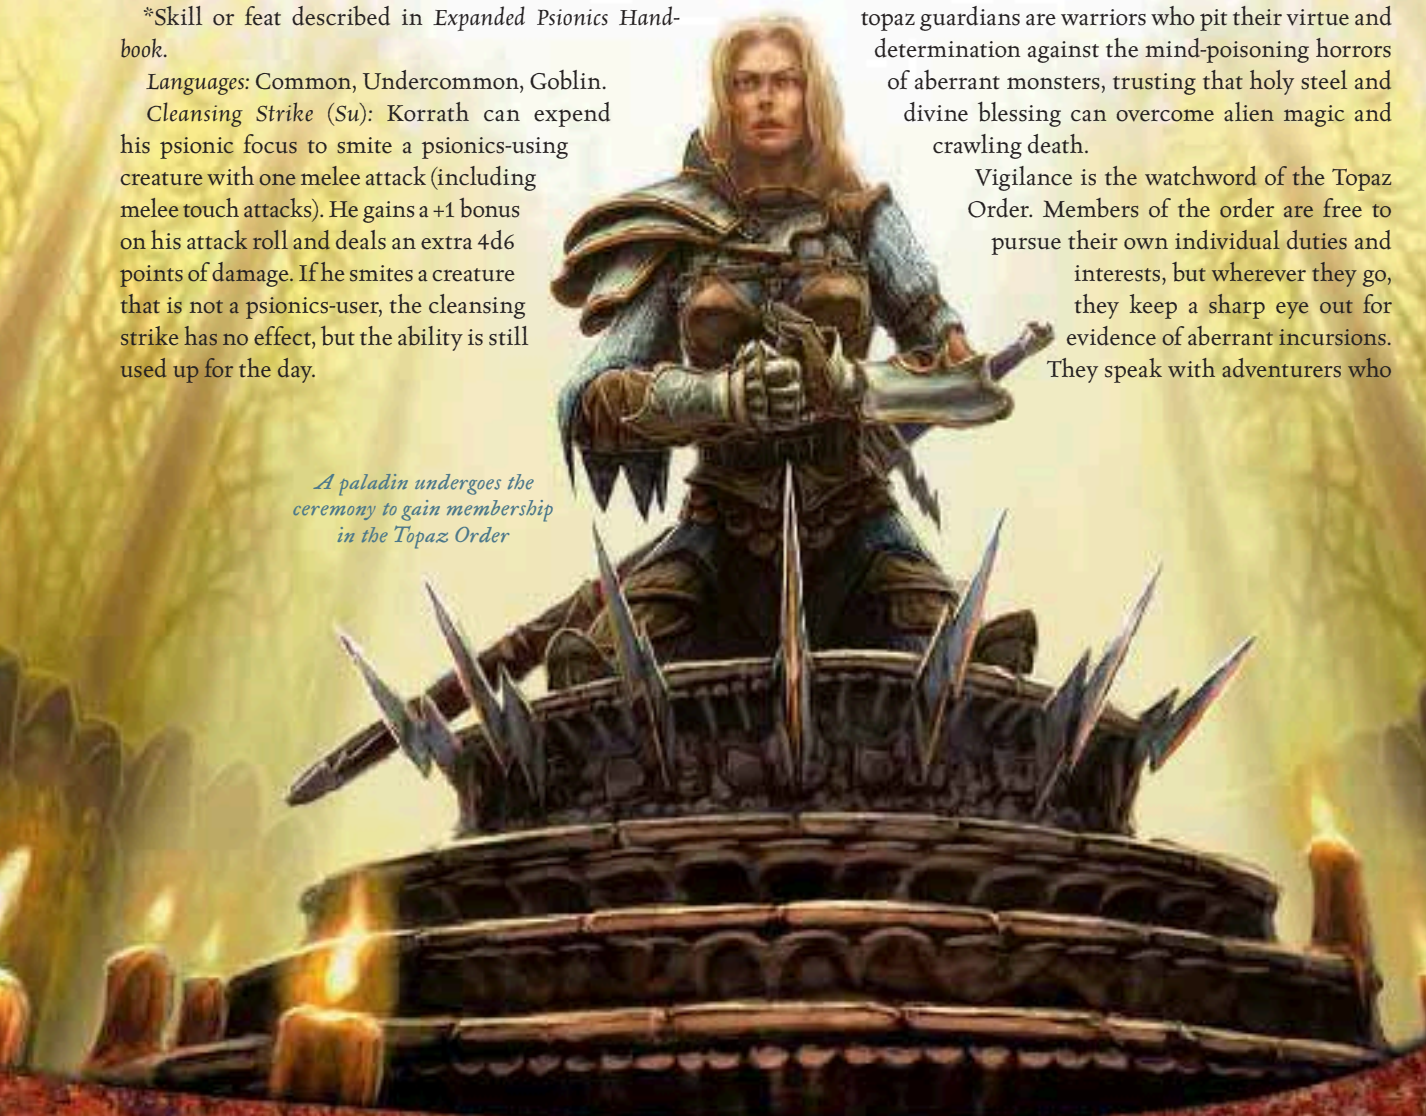 *Skill or feat described in Expanded Psionics Hand-
book.
Languages: Common, Undercommon, Goblin.
Cleansing Strike (Su): Korrath can expend
his psionic focus to smite a psionics-using
creature with one melee attack (including
melee touch attacks). He gains a +1 bonus
on his attack roll and deals an extra 4d6
points of damage. If he smites a creature
that is not a psionics-user, the cleansing
strike has no effect, but the ability is still
used up for the day.
A paladin undergoes the
ceremony to gain membership
in the Topaz Order
topaz guardians are warriors who pit their virtue and
determination against the mind-poisoning horrors
of aberrant monsters, trusting that holy steel and
divine blessing can overcome alien magic and
crawling death.
Vigilance is the watchword of the Topaz
Order. Members of the order are free to
pursue their own individual duties and
interests, but wherever they go,
they keep a sharp eye out for
evidence of aberrant incursions.
They speak with adventurers who